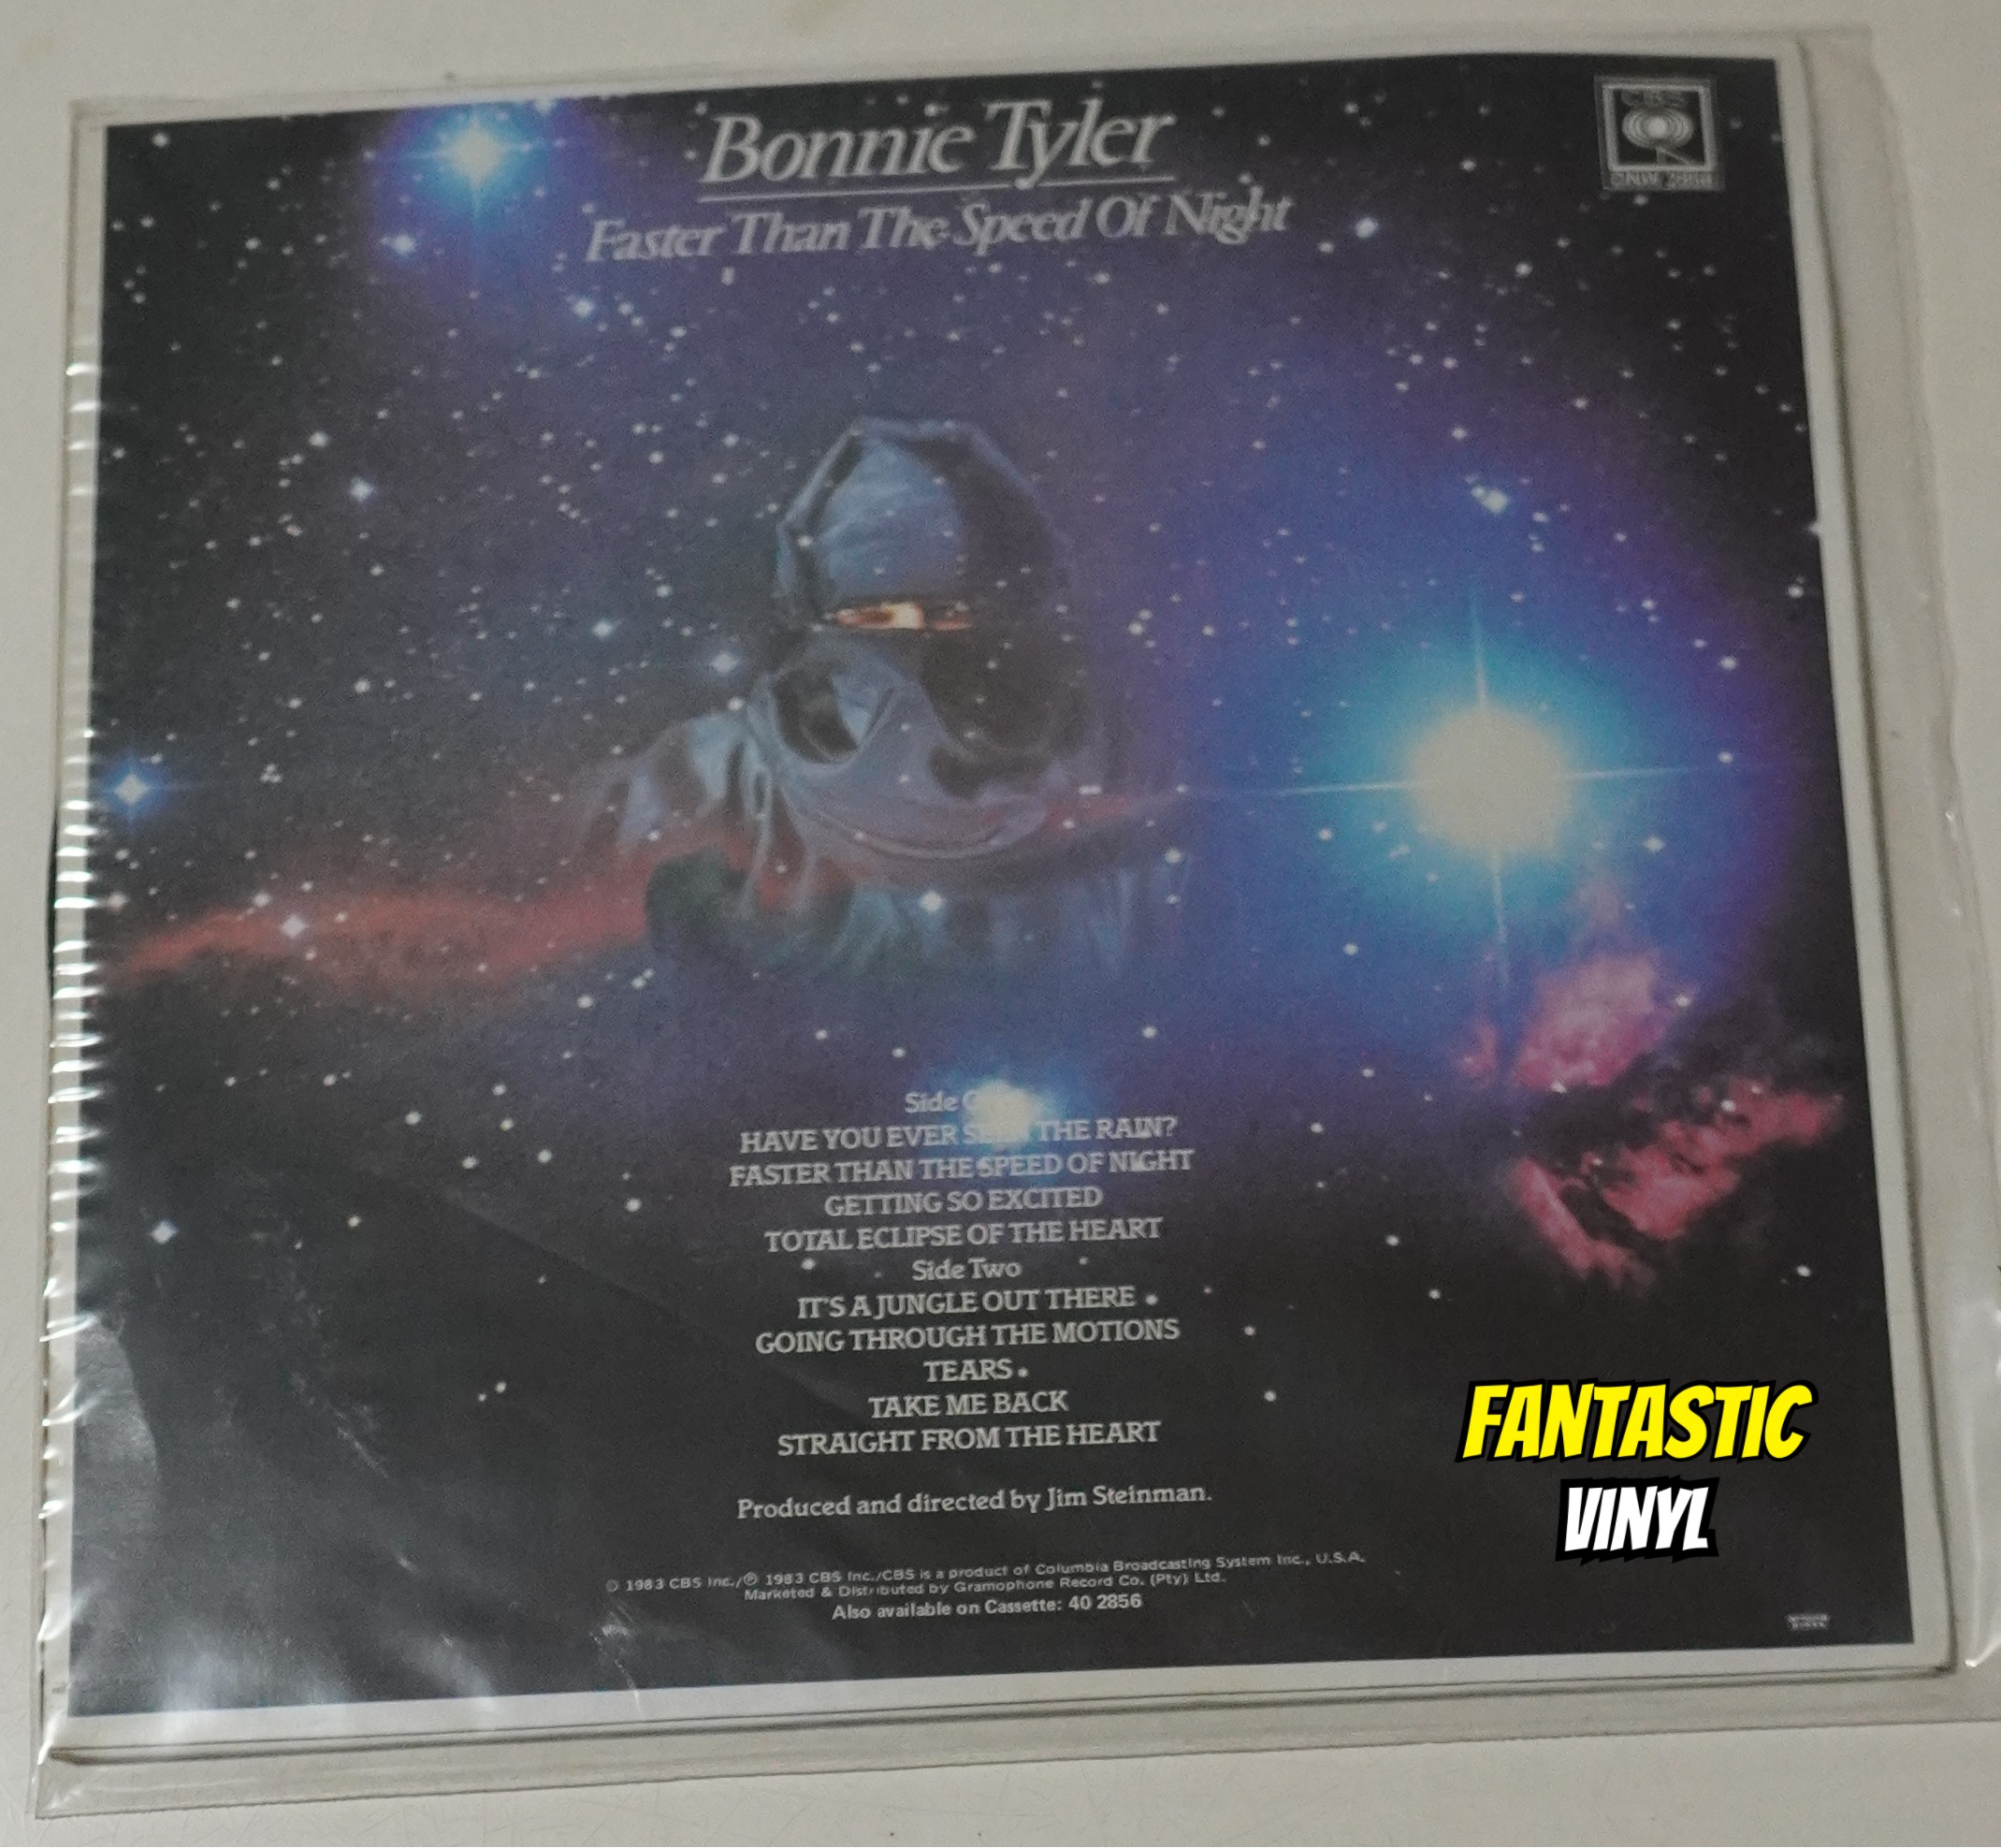 Bonnie Tyler
Faster Than The Speed Of Night
CBS
Side
HAVE YOU EVER THE RAIN?
FASTER THAN THE SPEED OF NIGHT
GETTING SO EXCITED
TOTAL ECLIPSE OF THE HEART
Side Two
IT'S A JUNGLE OUT THERE
GOING THROUGH THE MOTIONS
TEARS
TAKE ME BACK
STRAIGHT FROM THE HEART
Produced and directed by Jim Steinman.
© 1983 CBS Inc./℗ 1983 CBS Inc./CBS is a product of Columbia Broadcasting System Inc., U.S.A.
Marketed & Distributed by Gramophone Record Co. (Pty) Ltd.
Also available on Cassette: 40 2856
FANTASTIC
VINYL